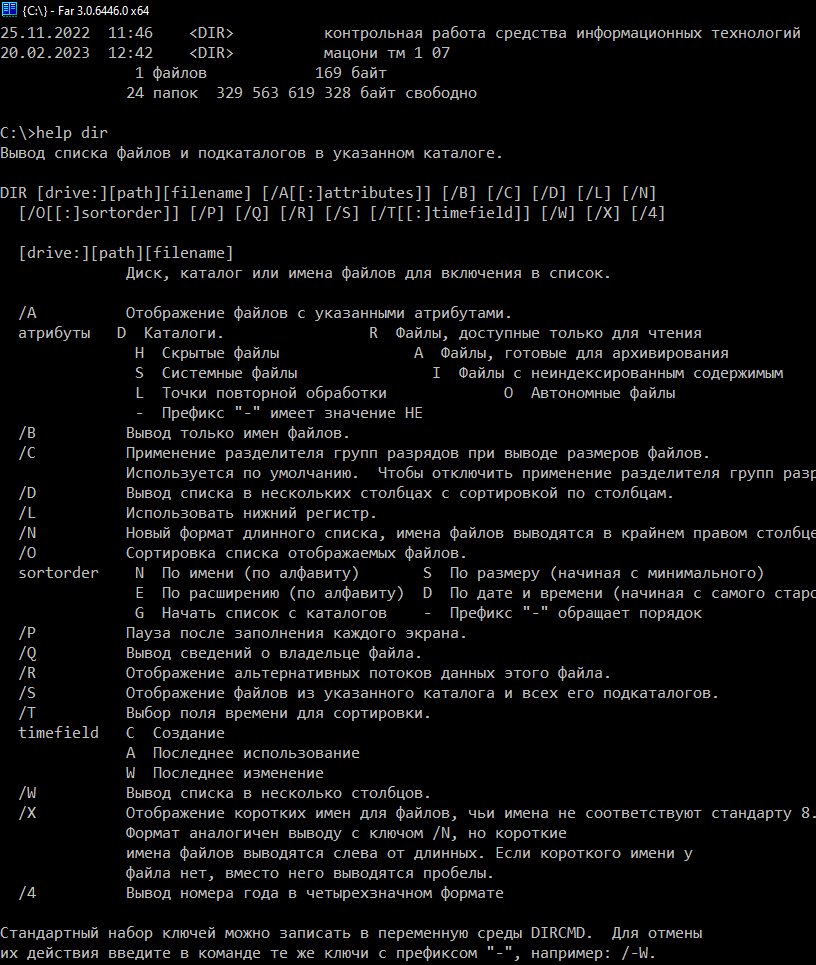 {C:\} - Far 3.0.6446.0 x64
25.11.2022  11:46    <DIR>          контрольная работа средства информационных технологий
20.02.2023  12:42    <DIR>          мацони тм 1 07
               1 файлов            169 байт
              24 папок  329 563 619 328 байт свободно

C:\>help dir
Вывод списка файлов и подкаталогов в указанном каталоге.

DIR [drive:][path][filename] [/A[[:]attributes]] [/B] [/C] [/D] [/L] [/N]
  [/O[[:]sortorder]] [/P] [/Q] [/R] [/S] [/T[[:]timefield]] [/W] [/X] [/4]

  [drive:][path][filename]
              Диск, каталог или имена файлов для включения в список.

  /A          Отображение файлов с указанными атрибутами.
  атрибуты   D  Каталоги.                R  Файлы, доступные только для чтения
               H  Скрытые файлы               A  Файлы, готовые для архивирования
               S  Системные файлы               I  Файлы с неиндексированным содержимым
               L  Точки повторной обработки             O  Автономные файлы
               -  Префикс "-" имеет значение НЕ
  /B          Вывод только имен файлов.
  /C          Применение разделителя групп разрядов при выводе размеров файлов.
              Используется по умолчанию.  Чтобы отключить применение разделителя групп разр
  /D          Вывод списка в нескольких столбцах с сортировкой по столбцам.
  /L          Использовать нижний регистр.
  /N          Новый формат длинного списка, имена файлов выводятся в крайнем правом столбце
  /O          Сортировка списка отображаемых файлов.
  sortorder    N  По имени (по алфавиту)       S  По размеру (начиная с минимального)
               E  По расширению (по алфавиту)  D  По дате и времени (начиная с самого старо
               G  Начать список с каталогов    -  Префикс "-" обращает порядок
  /P          Пауза после заполнения каждого экрана.
  /Q          Вывод сведений о владельце файла.
  /R          Отображение альтернативных потоков данных этого файла.
  /S          Отображение файлов из указанного каталога и всех его подкаталогов.
  /T          Выбор поля времени для сортировки.
  timefield   C  Создание
              A  Последнее использование
              W  Последнее изменение
  /W          Вывод списка в несколько столбцов.
  /X          Отображение коротких имен для файлов, чьи имена не соответствуют стандарту 8.
              Формат аналогичен выводу с ключом /N, но короткие
              имена файлов выводятся слева от длинных. Если короткого имени у
              файла нет, вместо него выводятся пробелы.
  /4          Вывод номера года в четырехзначном формате

Стандартный набор ключей можно записать в переменную среды DIRCMD.  Для отмены
их действия введите в команде те же ключи с префиксом "-", например: /-W.